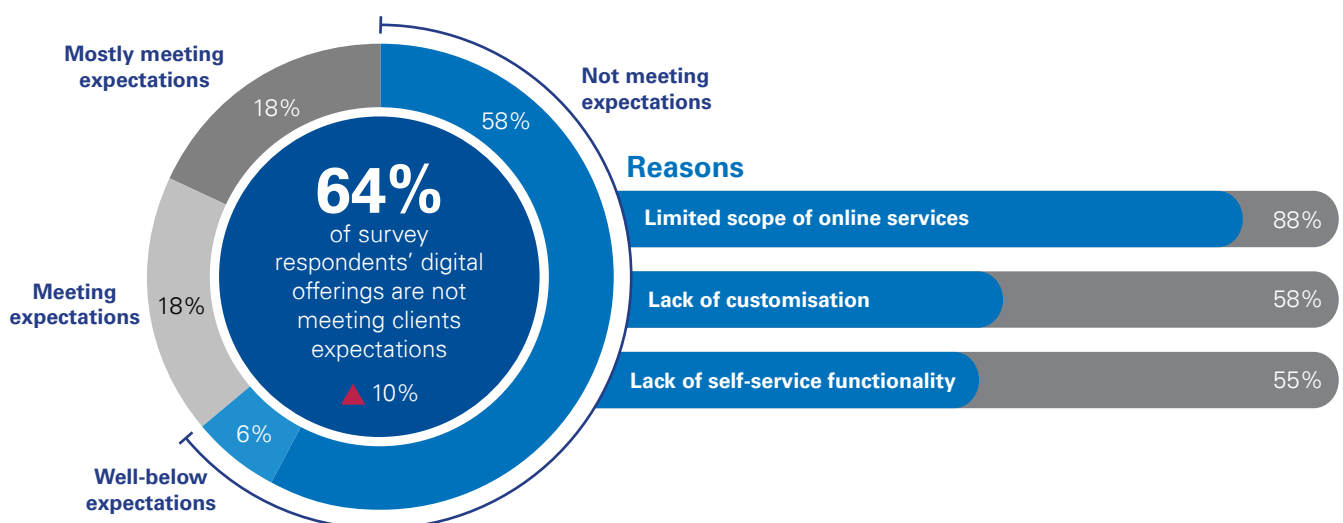 Mostly meeting
expectations
18%
58%
Not meeting
expectations
64%
of survey
respondents’ digital
offerings are not
meeting clients
expectations
▲ 10%
Meeting
expectations
18%
6%
Well-below
expectations
Reasons
Limited scope of online services
88%
Lack of customisation
58%
Lack of self-service functionality
55%